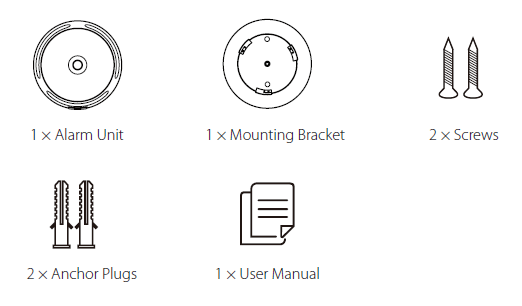 1 × Alarm Unit
1 × Mounting Bracket
2 × Screws
2 × Anchor Plugs
1 × User Manual